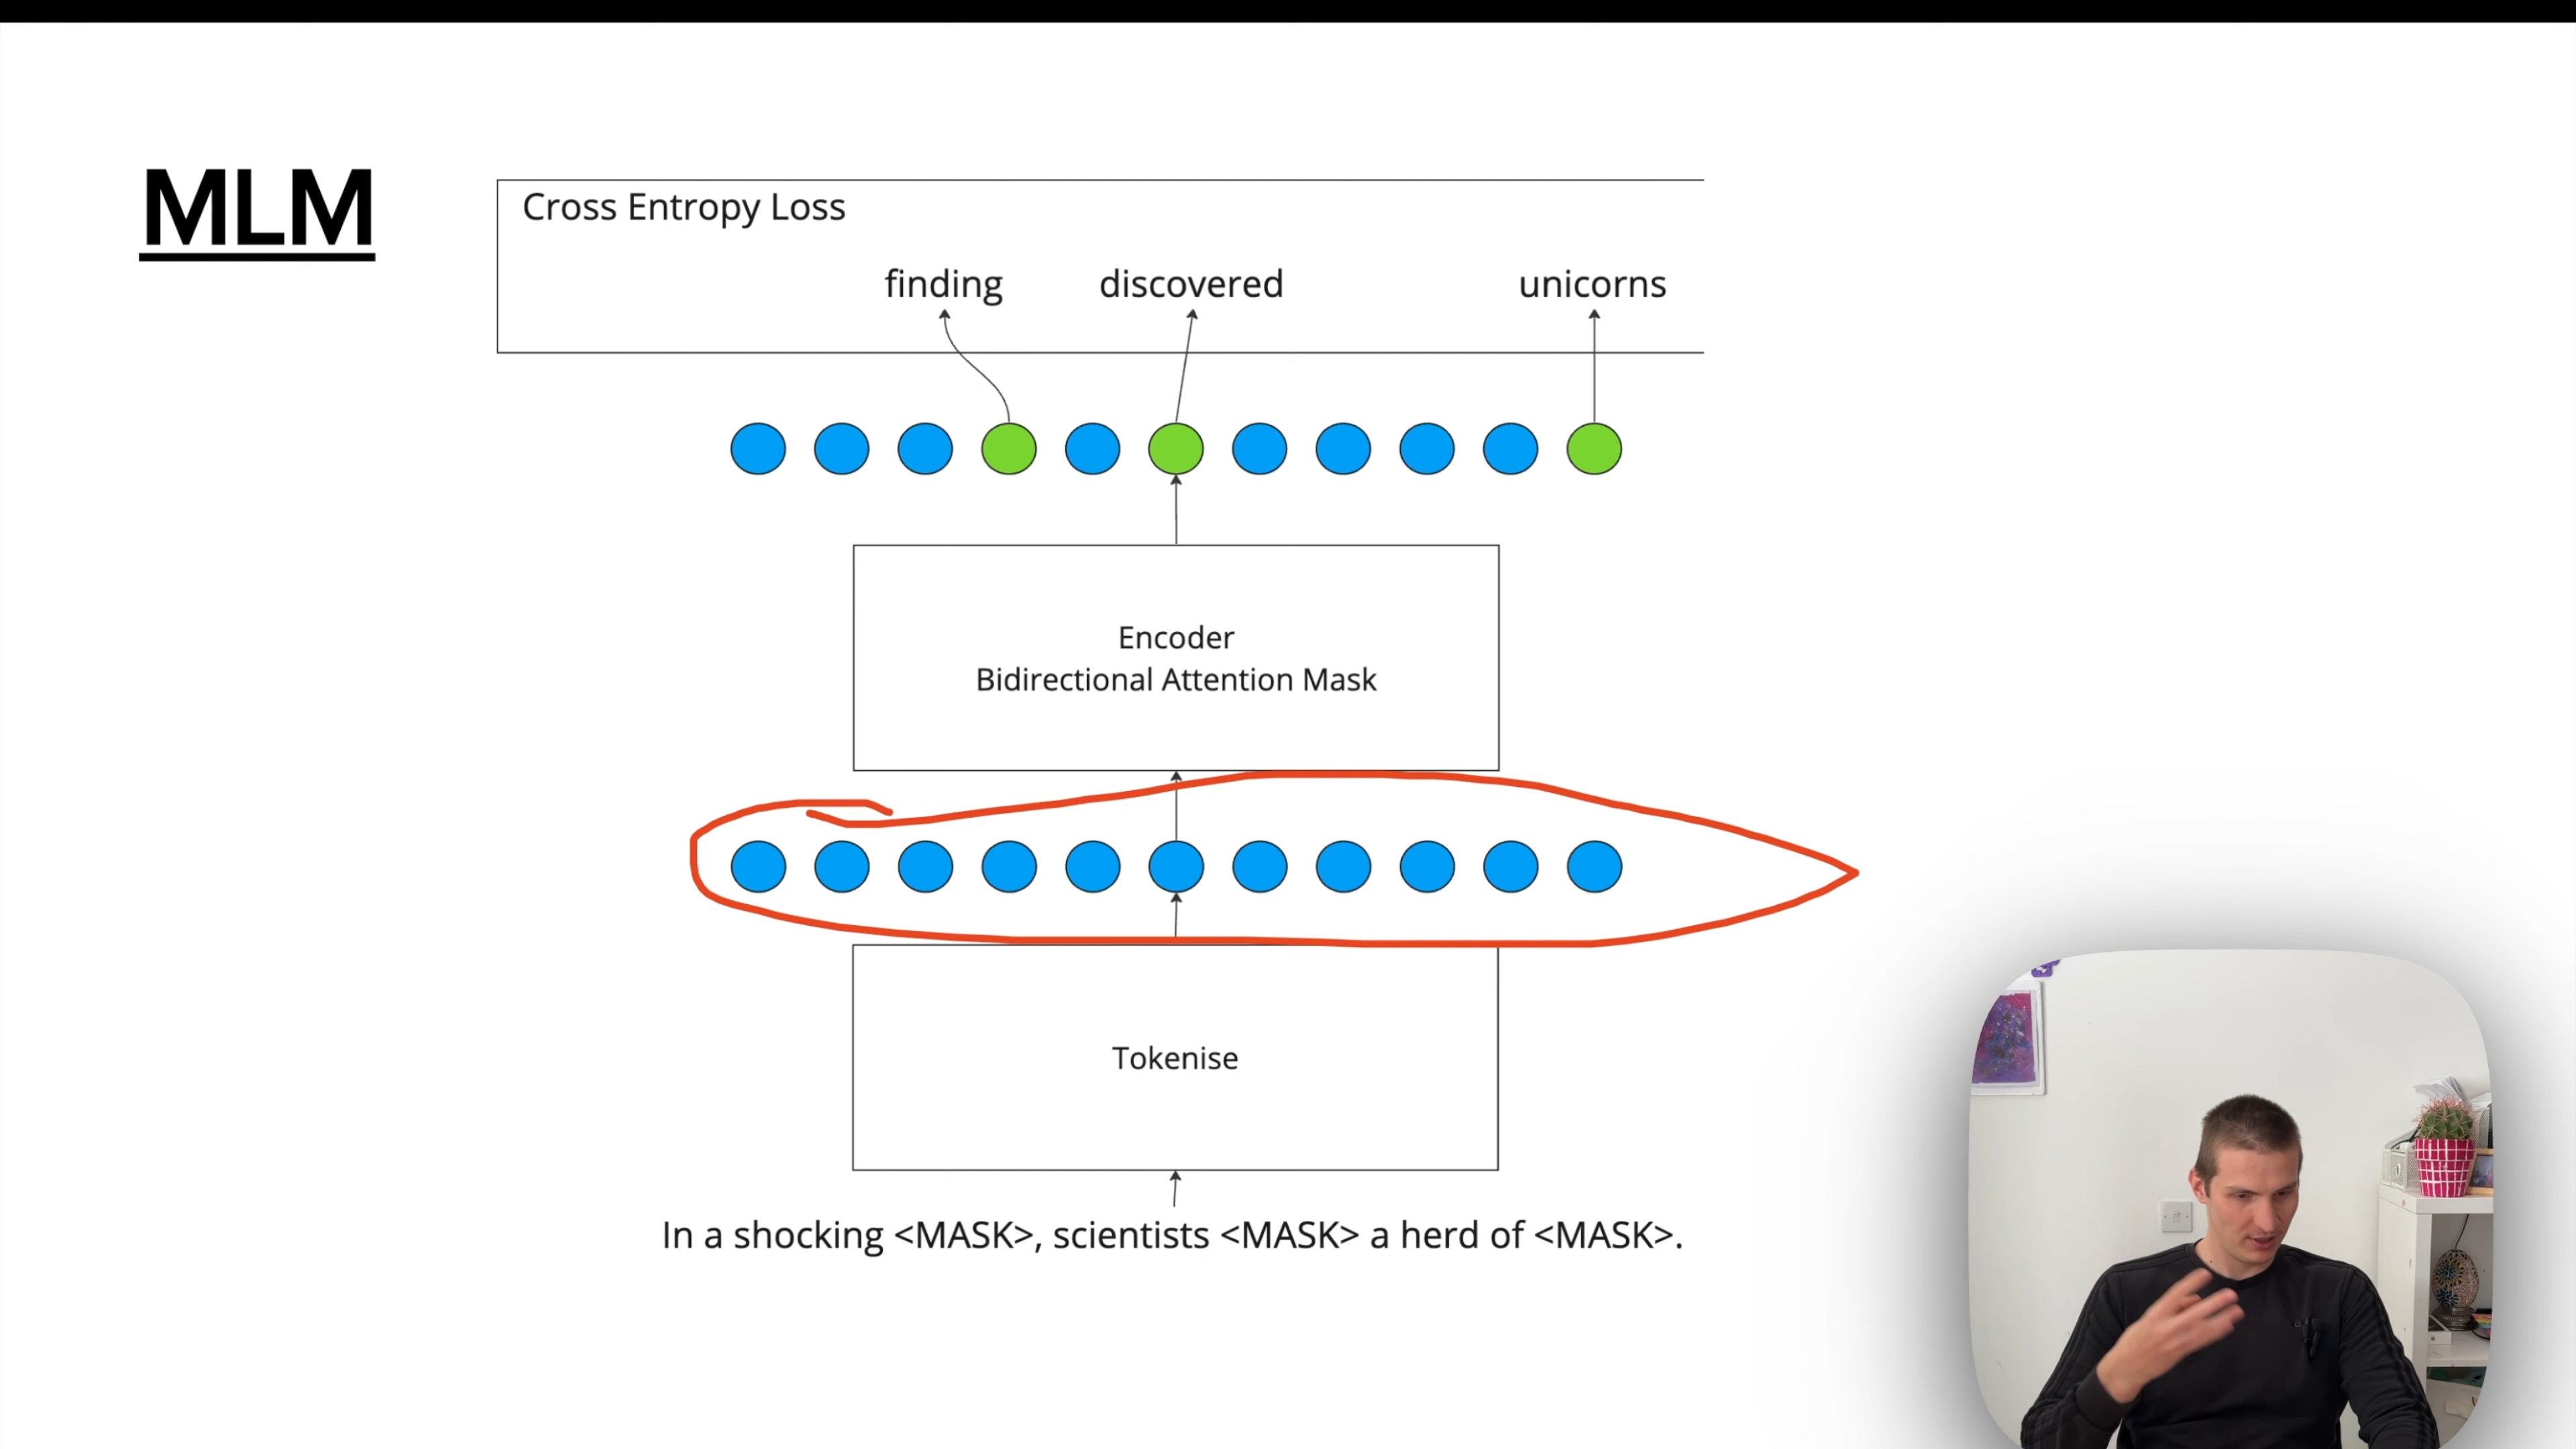 MLM
Cross Entropy Loss
finding discovered unicorns
Encoder
Bidirectional Attention Mask
Tokenise
In a shocking <MASK>, scientists <MASK> a herd of <MASK>.